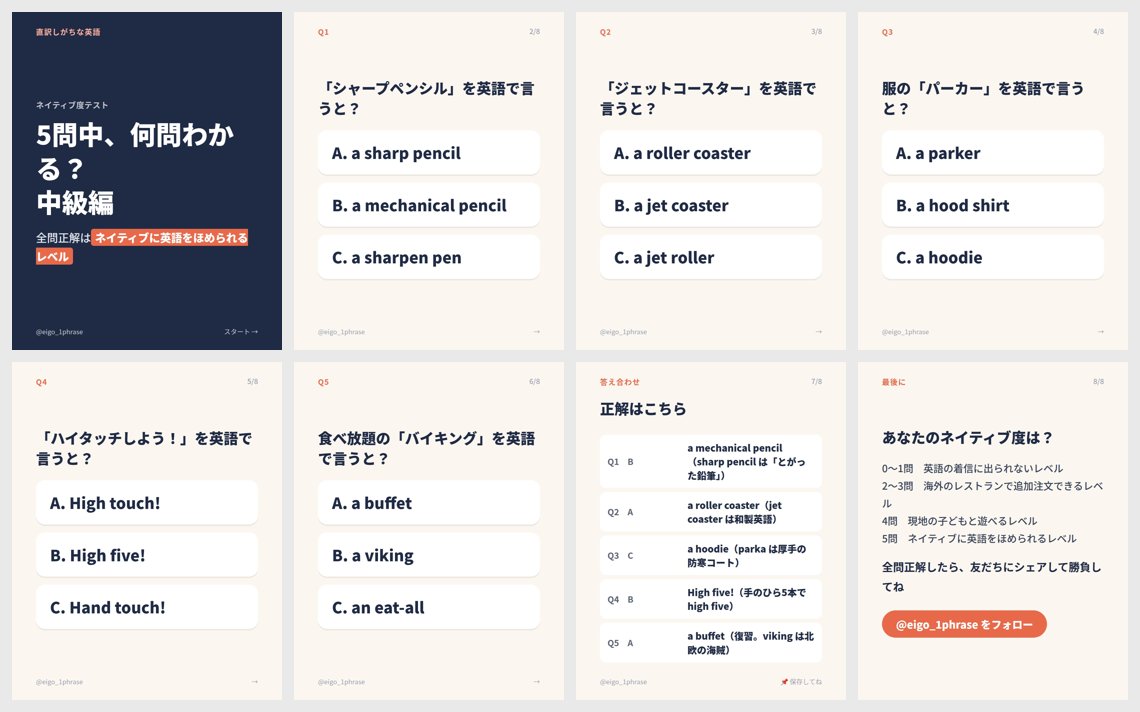 直訳しがちな英語
ネイティブ度テスト
5問中、何問わか
る？
中級編
全問正解は ネイティブに英語をほめられる
レベル
@eigo_1phrase
スタート →
Q1
2/8
「シャープペンシル」を英語で言
うと？
A. a sharp pencil
B. a mechanical pencil
C. a sharpen pen
@eigo_1phrase
→
Q2
3/8
「ジェットコースター」を英語で
言うと？
A. a roller coaster
B. a jet coaster
C. a jet roller
@eigo_1phrase
→
Q3
4/8
服の「パーカー」を英語で言う
と？
A. a parker
B. a hood shirt
C. a hoodie
@eigo_1phrase
→
Q4
5/8
「ハイタッチしよう！」を英語で
言うと？
A. High touch!
B. High five!
C. Hand touch!
@eigo_1phrase
→
Q5
6/8
食べ放題の「バイキング」を英語
で言うと？
A. a buffet
B. a viking
C. an eat-all
@eigo_1phrase
→
答え合わせ
7/8
正解はこちら
Q1 B
a mechanical pencil
（sharp pencil は「とがっ
た鉛筆」）
Q2 A
a roller coaster（jet
coaster は和製英語）
Q3 C
a hoodie（parka は厚手の
防寒コート）
Q4 B
High five!（手のひら5本で
high five）
Q5 A
a buffet（復習。viking は北
欧の海賊）
@eigo_1phrase
📌 保存してね
最後に
8/8
あなたのネイティブ度は？
0〜1問　英語の着信に出られないレベル
2〜3問　海外のレストランで追加注文できるレベ
ル
4問　現地の子どもと遊べるレベル
5問　ネイティブに英語をほめられるレベル
全問正解したら、友だちにシェアして勝負し
てね
@eigo_1phrase をフォロー